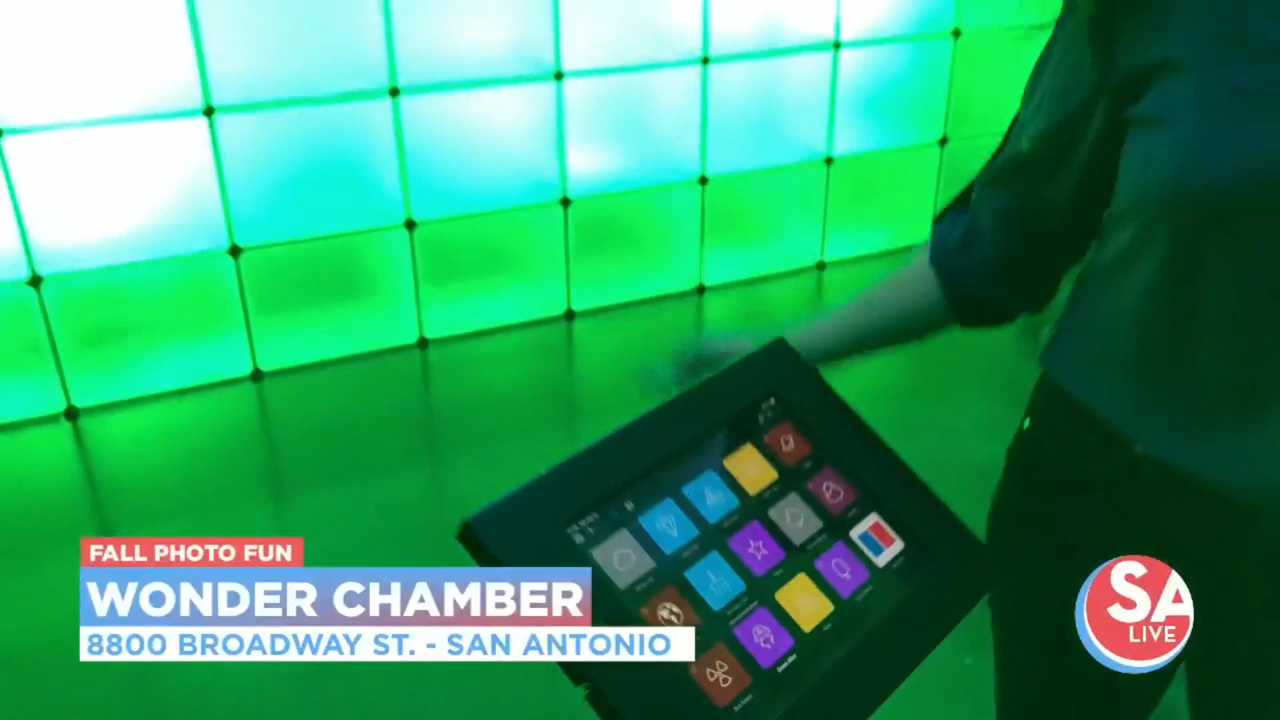 FALL PHOTO FUN
WONDER CHAMBER
8800 BROADWAY ST. - SAN ANTONIO
SA
LIVE